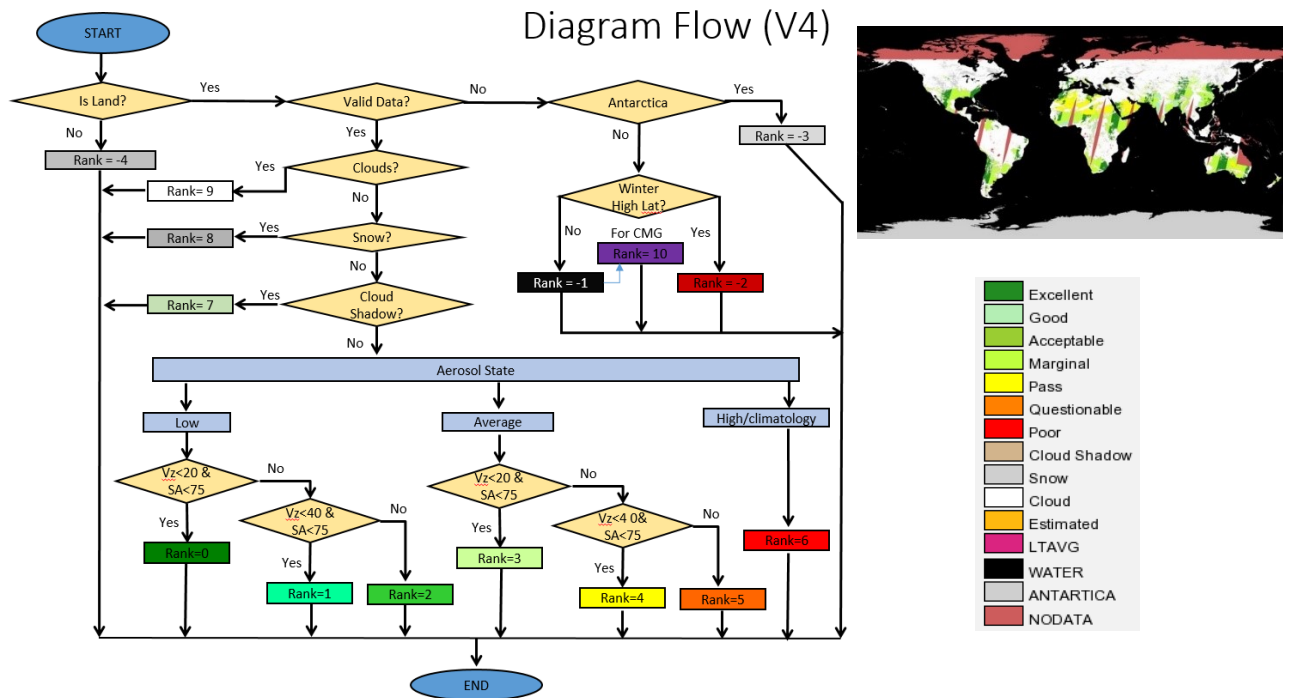 Diagram Flow (V4)
START
Is Land?
Yes
Valid Data?
No
Antarctica
Yes
Rank = -3
No
Rank = -4
Yes
No
Clouds?
Yes
Rank= 9
No
Winter
High Lat?
Snow?
Yes
Rank= 8
No
No
For CMG
Yes
Rank= 10
Rank = -1
Rank = -2
Cloud
Shadow?
Yes
Rank= 7
No
Aerosol State
Low
Average
High/climatology
Vz<20 &
SA<75
No
Yes
Vz<40 &
SA<75
No
Yes
Rank=0
Rank=1
Rank=2
Vz<20 &
SA<75
No
Yes
Vz<4 0&
SA<75
No
Yes
Rank=3
Rank=4
Rank=5
Rank=6
END
Excellent
Good
Acceptable
Marginal
Pass
Questionable
Poor
Cloud Shadow
Snow
Cloud
Estimated
LTAVG
WATER
ANTARTICA
NODATA